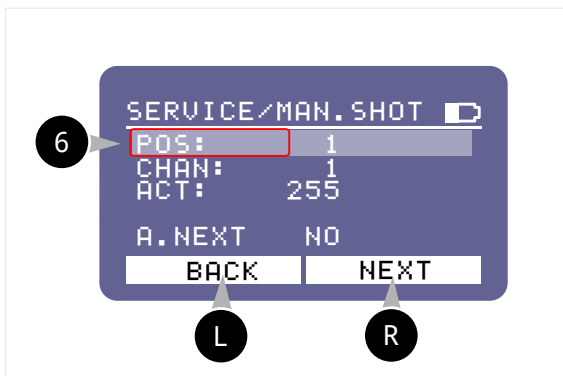 SERVICE/MAN.SHOT
6
POS: 1
CHAN: 1
ACT: 255
A.NEXT NO
BACK NEXT
L R